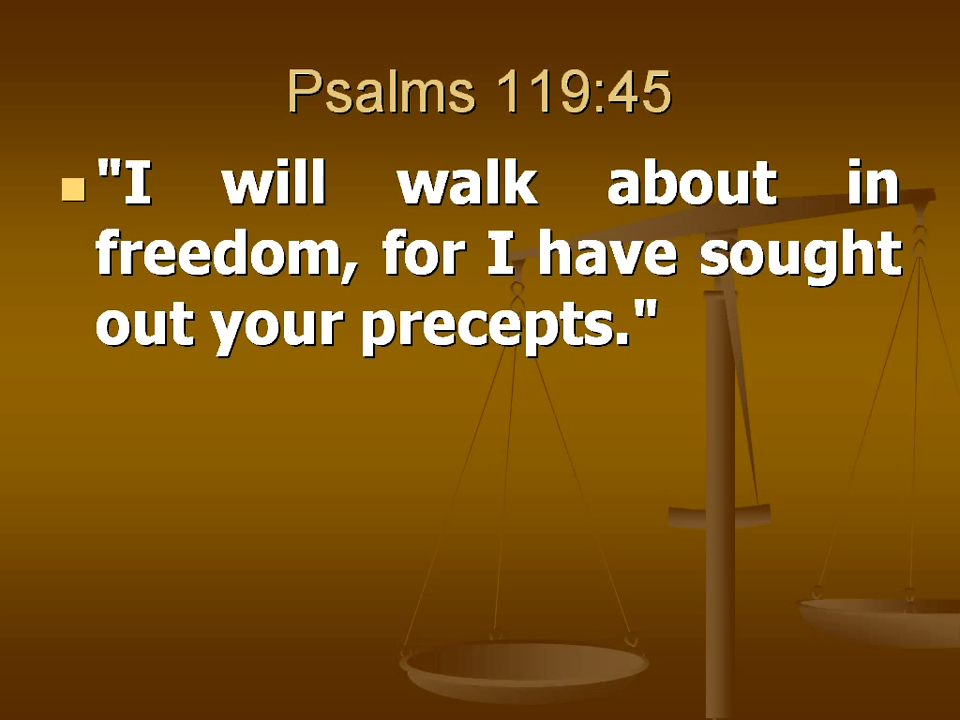 Psalms 119:45
"I will walk about in
freedom, for I have sought
out your precepts."